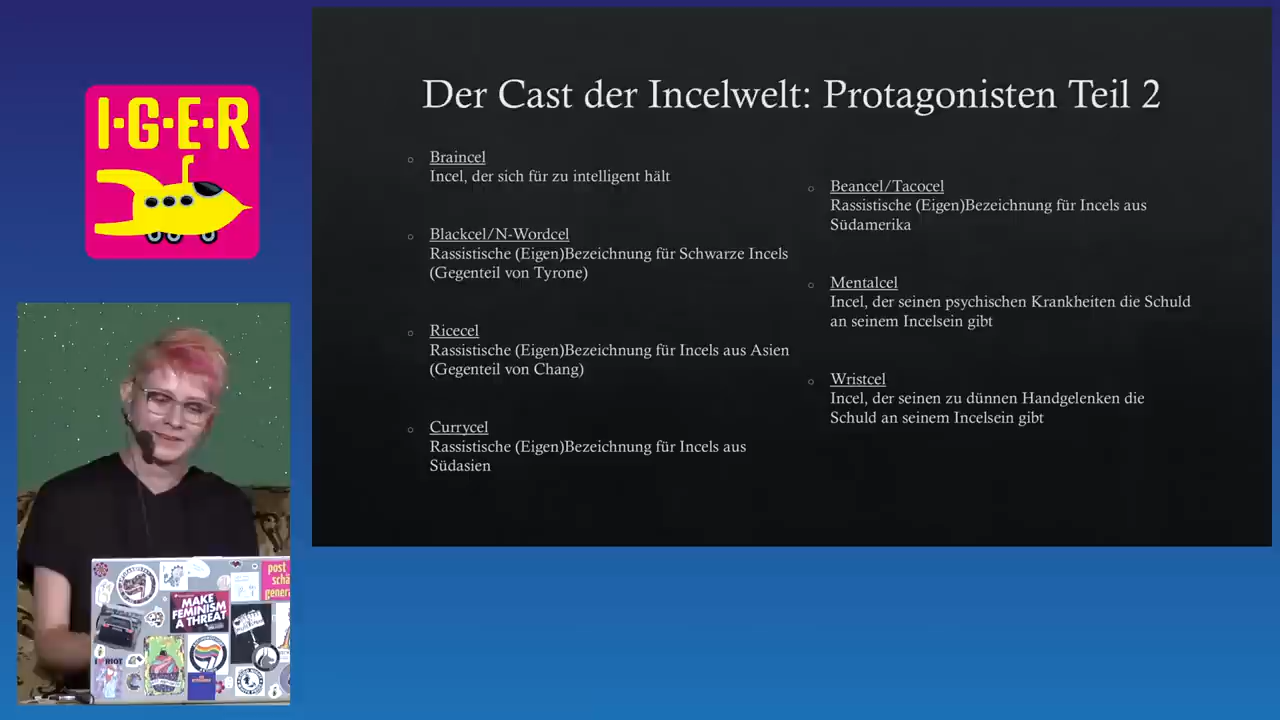 I·G·E·R
Der Cast der Incelwelt: Protagonisten Teil 2
Braincel
Incel, der sich für zu intelligent hält
Blackcel/N-Wordcel
Rassistische (Eigen)Bezeichnung für Schwarze Incels
(Gegenteil von Tyrone)
Ricecel
Rassistische (Eigen)Bezeichnung für Incels aus Asien
(Gegenteil von Chang)
Currycel
Rassistische (Eigen)Bezeichnung für Incels aus
Südasien
Beancel/Tacocel
Rassistische (Eigen)Bezeichnung für Incels aus
Südamerika
Mentalcel
Incel, der seinen psychischen Krankheiten die Schuld
an seinem Incelsein gibt
Wristcel
Incel, der seinen zu dünnen Handgelenken die
Schuld an seinem Incelsein gibt
post
MAKE
FEMINISM
A THREAT
RIOT